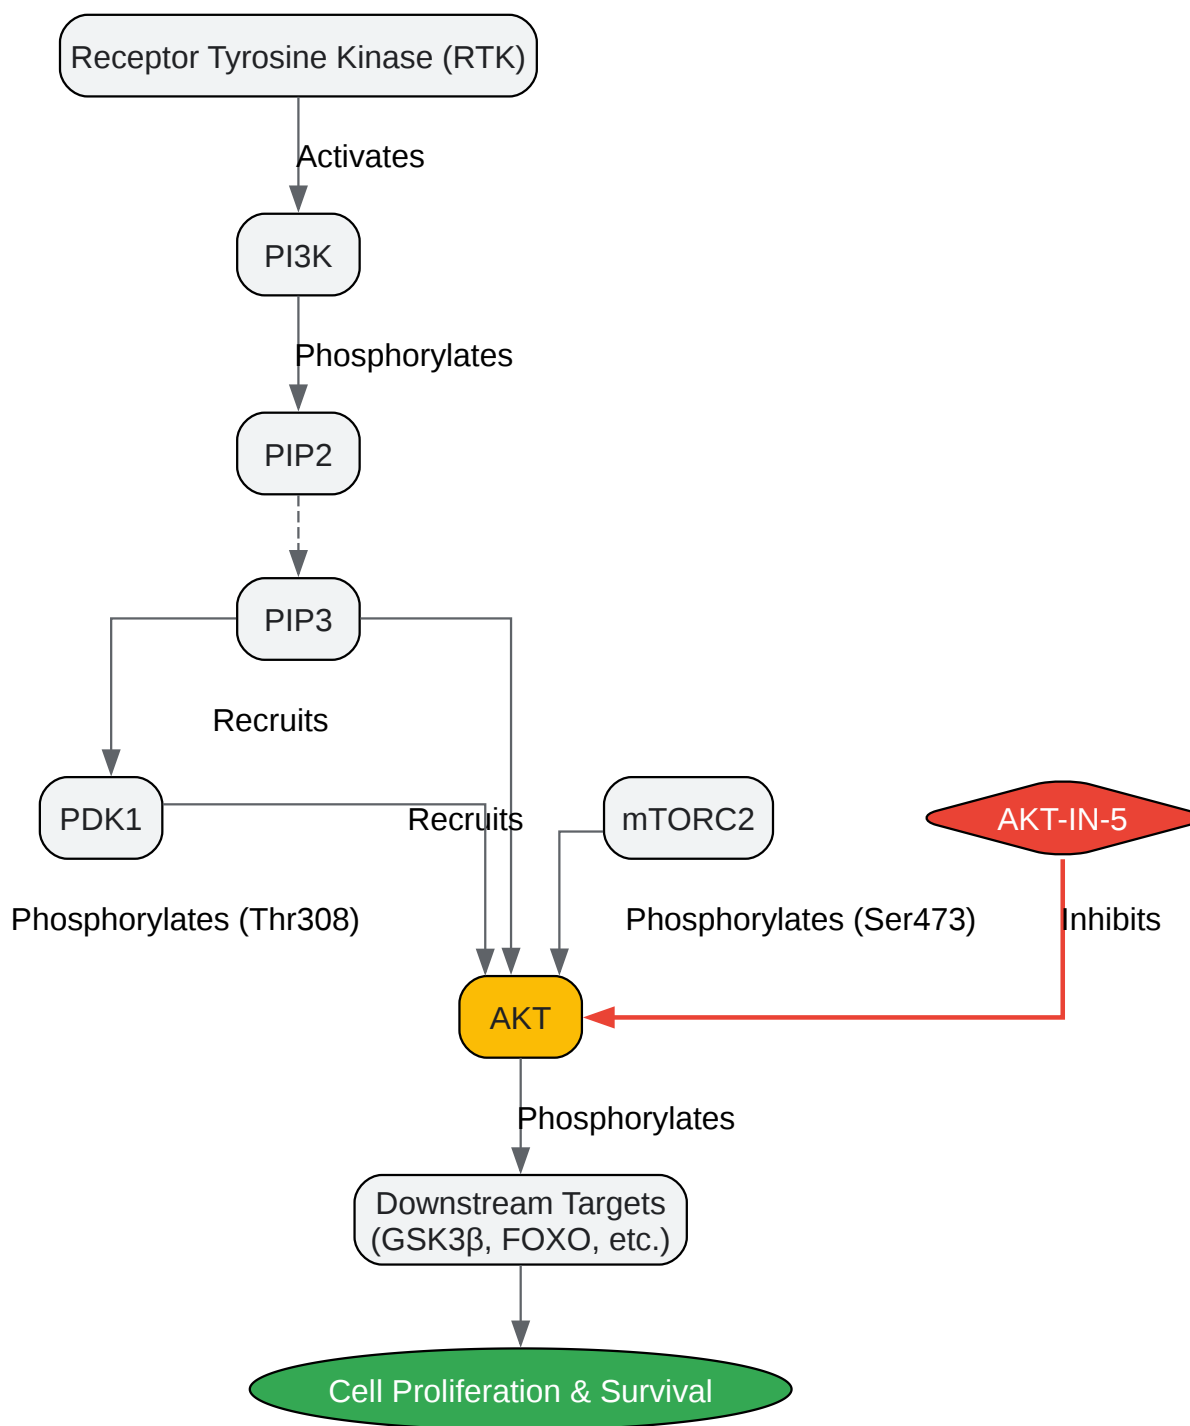 Receptor Tyrosine Kinase (RTK)
Activates
PI3K
Phosphorylates
PIP2
PIP3
Recruits
PDK1
Recruits
mTORC2
AKT-IN-5
Phosphorylates (Thr308)
Phosphorylates (Ser473)
Inhibits
AKT
Phosphorylates
Downstream Targets
(GSK3β, FOXO, etc.)
Cell Proliferation & Survival